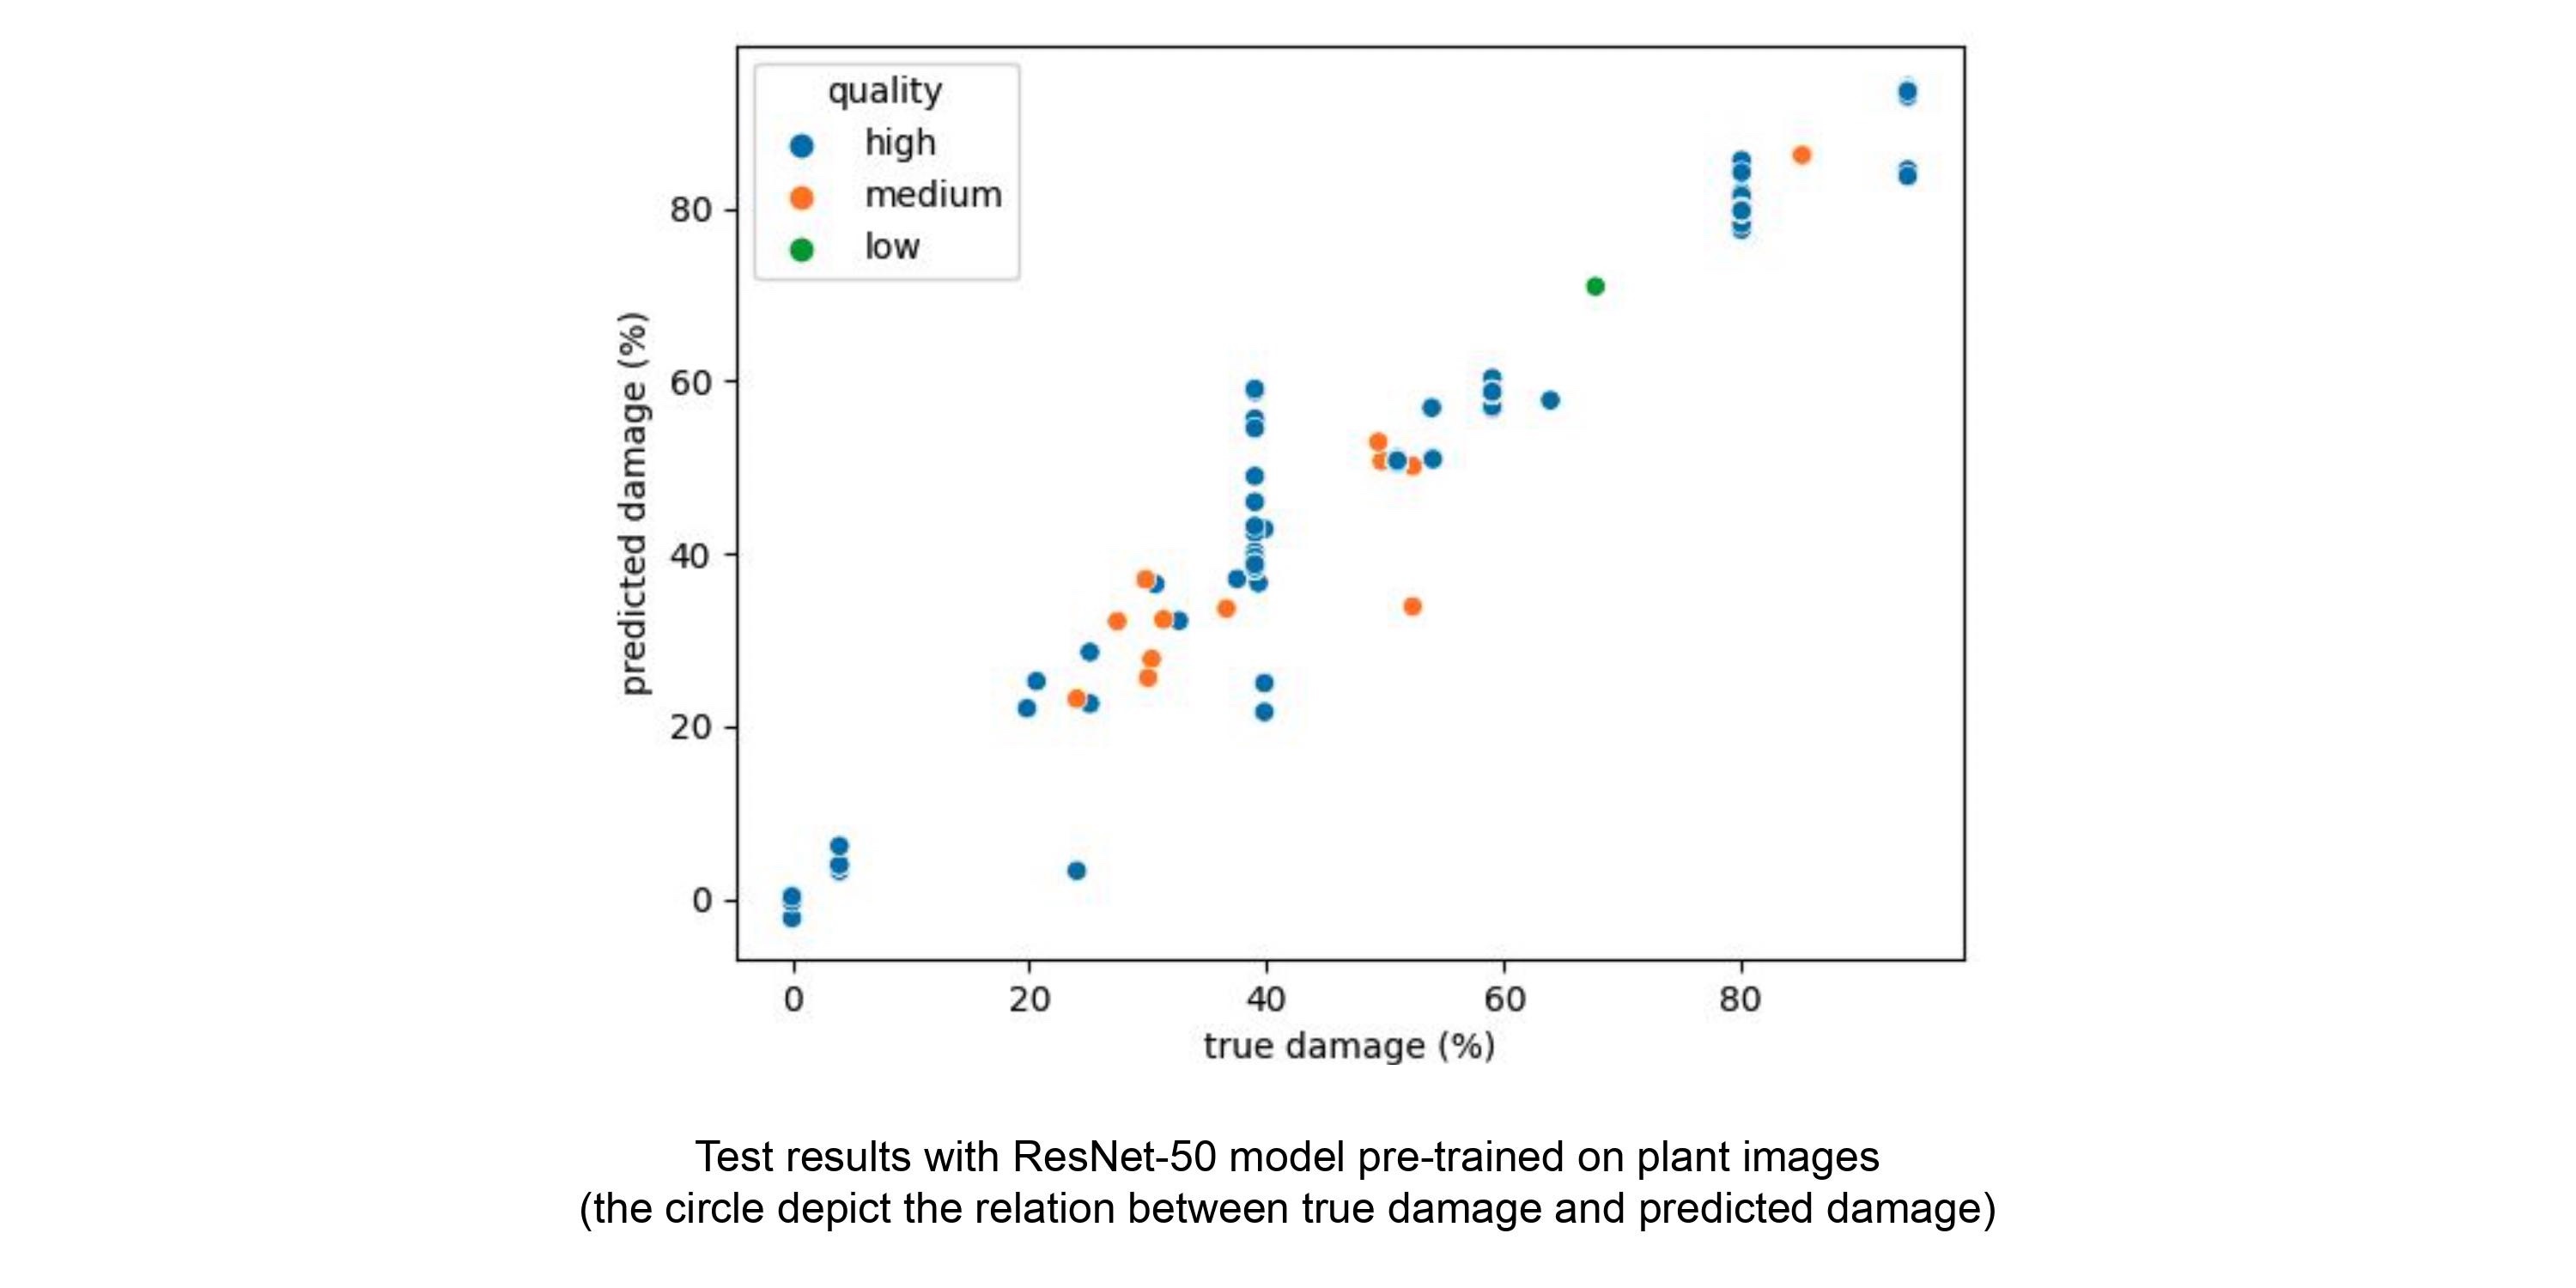 quality
high
medium
low
predicted damage (%)
80
60
40
20
0
0 20 40 60 80
true damage (%)
Test results with ResNet-50 model pre-trained on plant images
(the circle depict the relation between true damage and predicted damage)